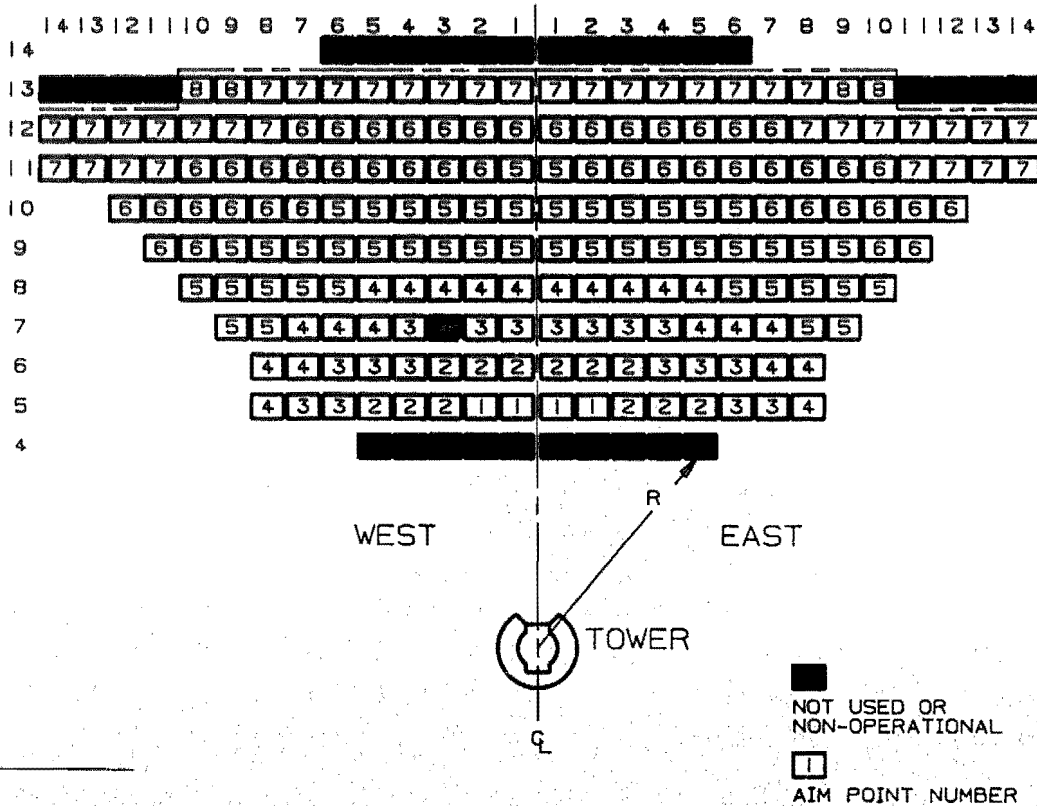 14 13 12 11 10 9 8 7 6 5 4 3 2 1 1 2 3 4 5 6 7 8 9 10 11 12 13 14
14
13 8 8 7 7 7 7 7 7 7 7 7 7 7 7 7 7 7 7 8 8
12 7 7 7 7 7 7 7 6 6 6 6 6 6 6 6 6 6 6 6 6 6 7 7 7 7 7 7 7
11 7 7 7 7 6 6 6 6 6 6 6 6 6 5 5 6 6 6 6 6 6 6 6 6 7 7 7 7
10 6 6 6 6 6 6 5 5 5 5 5 5 5 5 5 5 5 5 6 6 6 6 6 6
9 6 6 5 5 5 5 5 5 5 5 5 5 5 5 5 5 5 5 5 5 6 6
8 5 5 5 5 5 4 4 4 4 4 4 4 4 4 4 5 5 5 5 5
7 5 5 4 4 4 3 3 3 3 3 3 3 4 4 4 5 5
6 4 4 3 3 3 2 2 2 2 2 2 3 3 3 4 4
5 4 3 3 2 2 2 1 1 1 1 2 2 2 3 3 4
4
R
WEST EAST
TOWER
NOT USED OR
NON-OPERATIONAL
℄
1
AIM POINT NUMBER